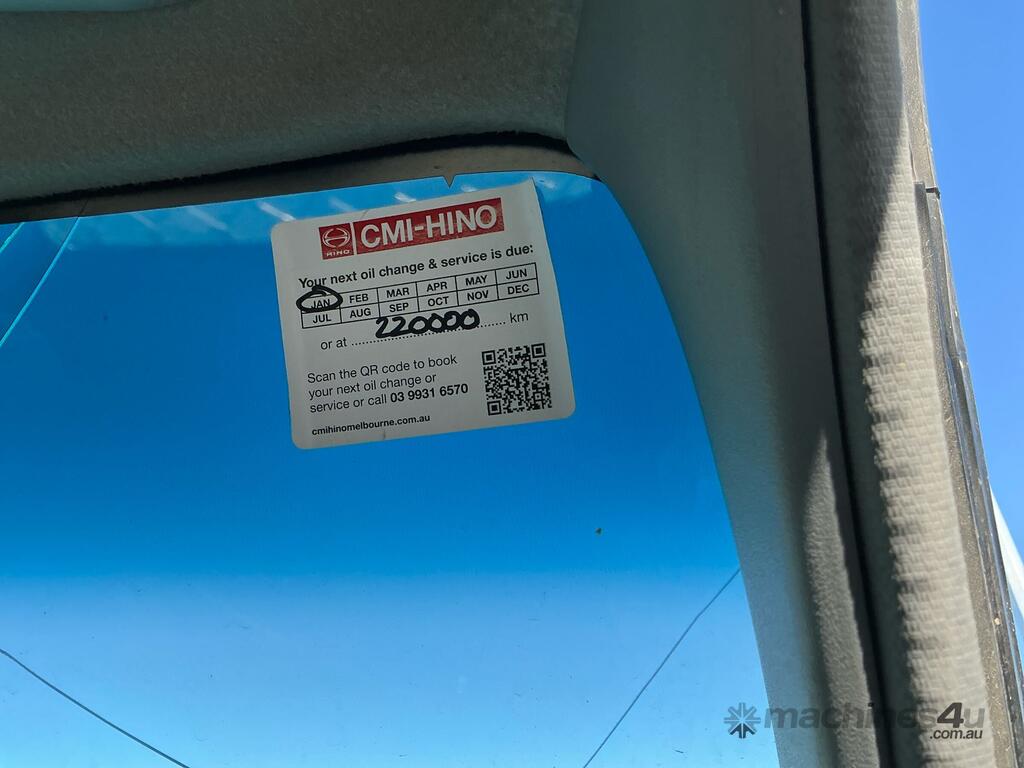 CMI-HINO
HINO
Your next oil change & service is due:
JAN FEB MAR APR MAY JUN
JUL AUG SEP OCT NOV DEC
or at 220000 km
Scan the QR code to book
your next oil change or
service or call 03 9931 6570
cmihinomelbourne.com.au
machines4u
.com.au